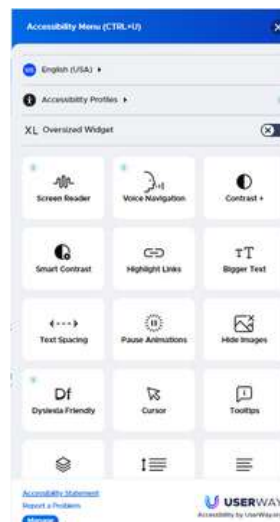 Accessibility Menu (CTRL+U)
English (USA)
Accessibility Profiles
XL Oversized Widget
Screen Reader
Voice Navigation
Contrast +
Smart Contrast
Highlight Links
TT Bigger Text
Text Spacing
Pause Animations
Hide Images
Df
Dyslexia Friendly
Cursor
Tooltips
Accessibility Statement
Report a Problem
Manage
USERWAY
Accessibility by UserWay.org